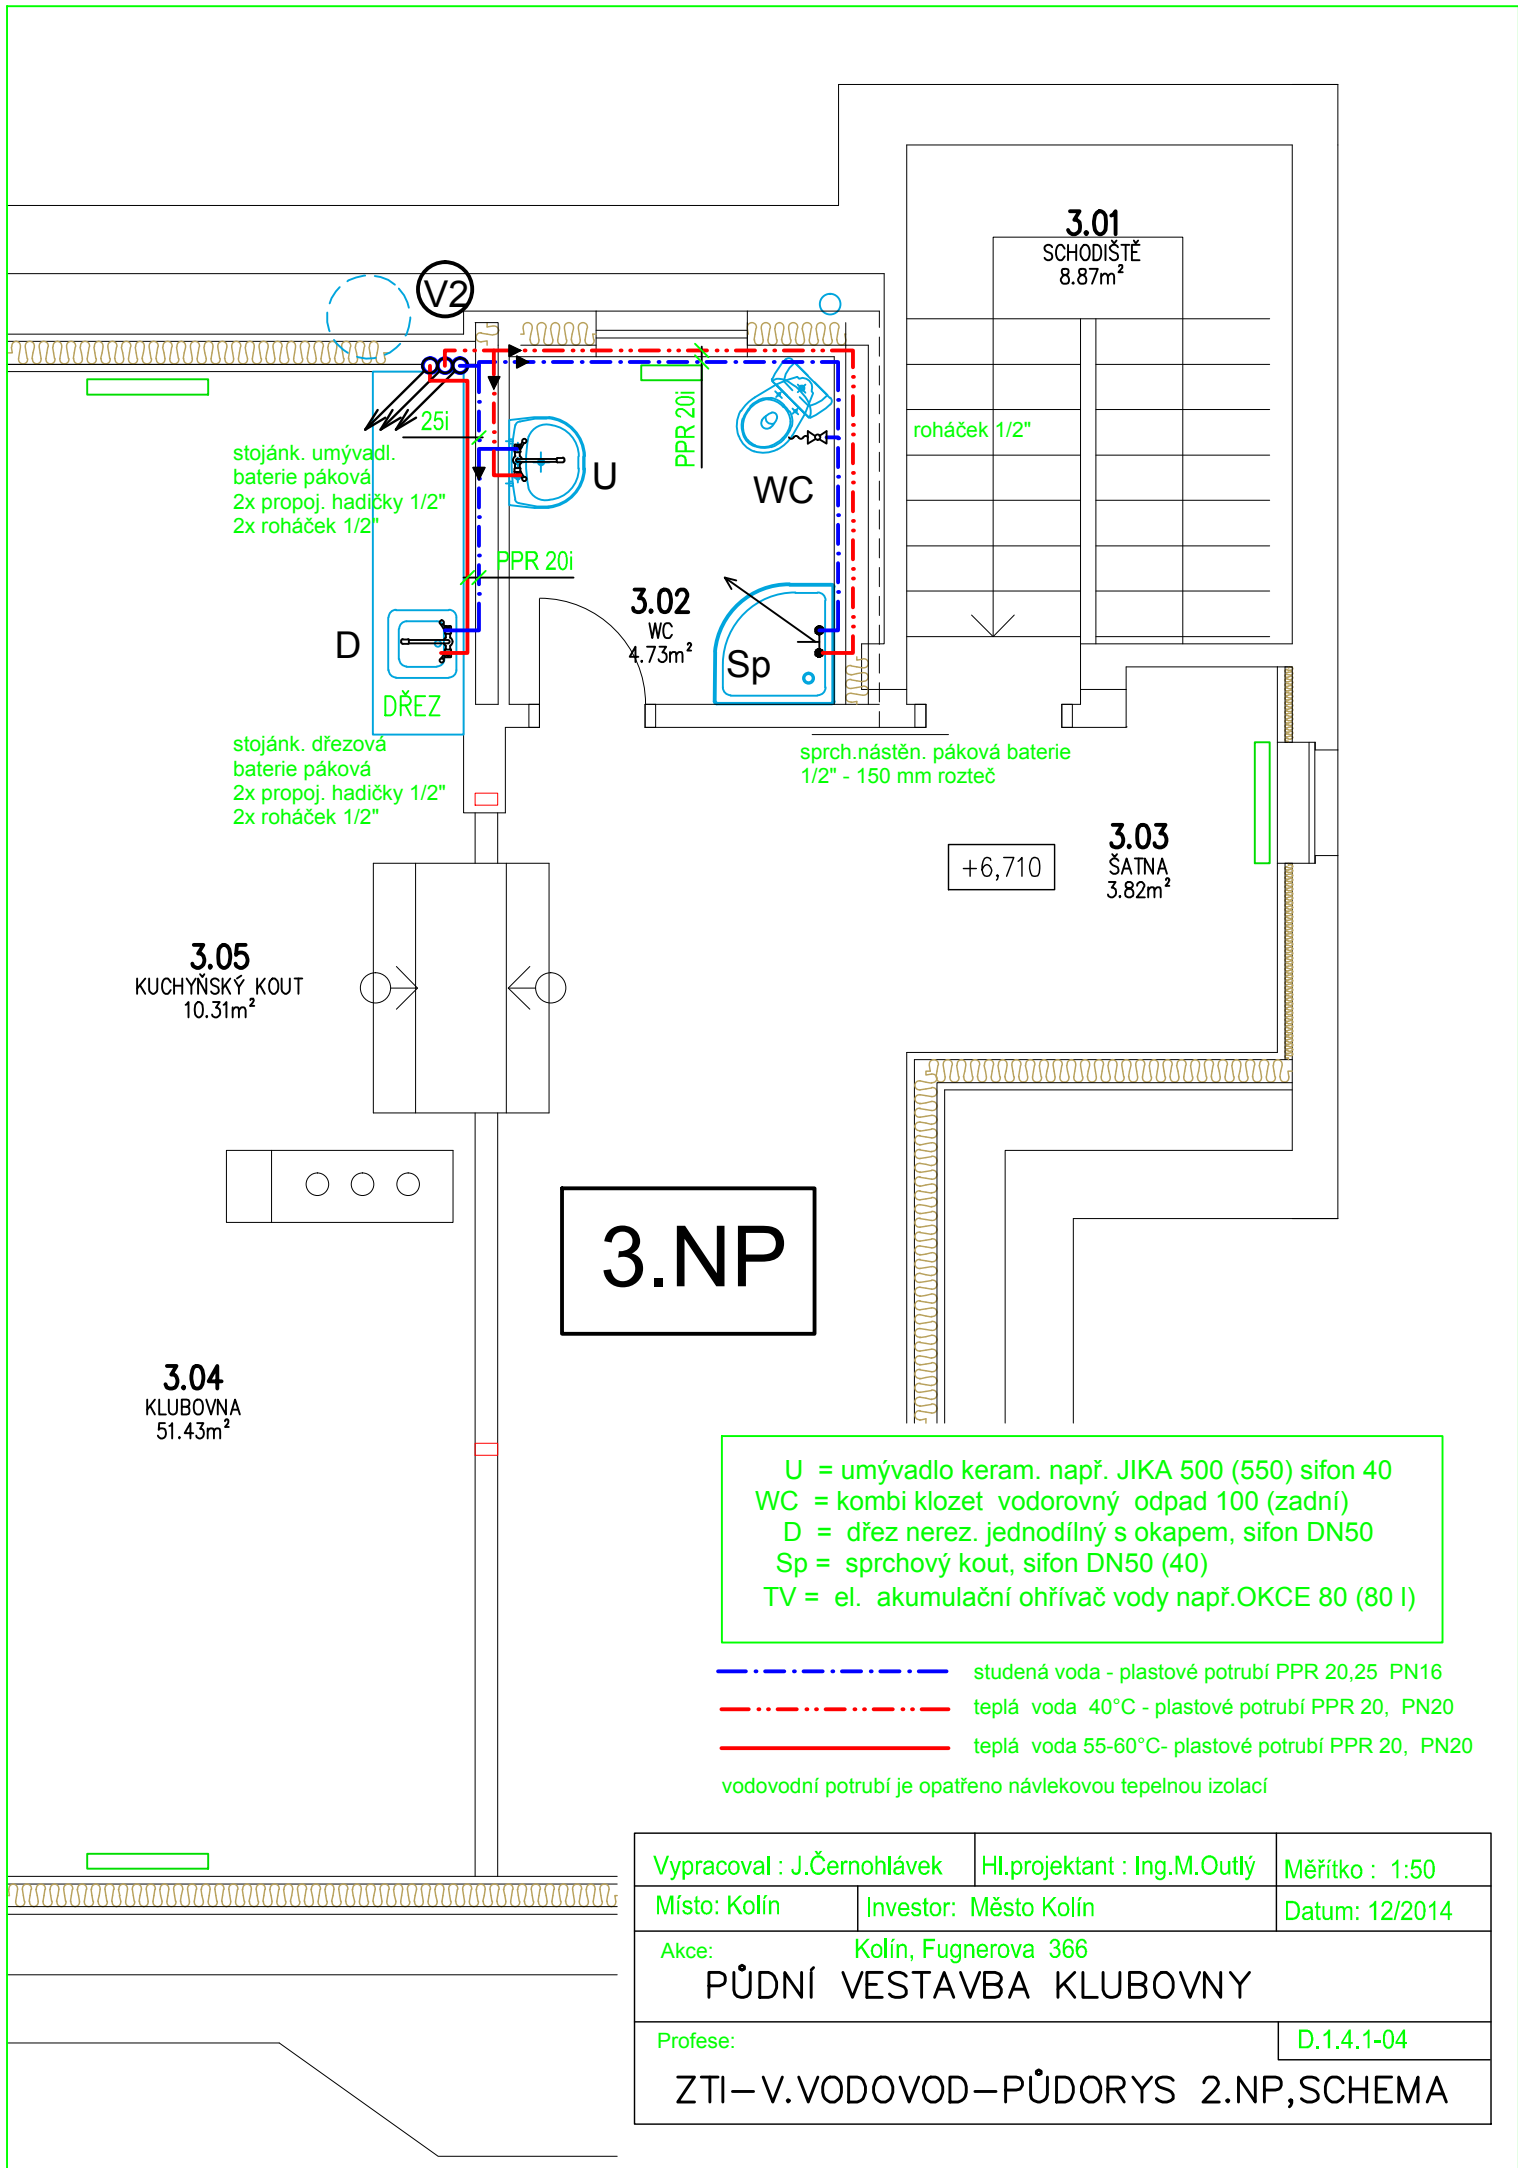 3.01
SCHODIŠTĚ
8.87m²
V2
25i
PPR 20i
roháček 1/2"
stojánk. umývadl.
baterie páková
2x propoj. hadičky 1/2"
2x roháček 1/2"
U
WC
PPR 20i
3.02
WC
4.73m²
D
Sp
DŘEZ
stojánk. dřezová
baterie páková
2x propoj. hadičky 1/2"
2x roháček 1/2"
sprch.nástěn. páková baterie
1/2" - 150 mm rozteč
+6,710
3.03
ŠATNA
3.82m²
3.05
KUCHYŇSKÝ KOUT
10.31m²
3.NP
3.04
KLUBOVNA
51.43m²
U = umývadlo keram. např. JIKA 500 (550) sifon 40
WC = kombi klozet vodorovný odpad 100 (zadní)
D = dřez nerez. jednodílný s okapem, sifon DN50
Sp = sprchový kout, sifon DN50 (40)
TV = el. akumulační ohřívač vody např.OKCE 80 (80 l)
studená voda - plastové potrubí PPR 20,25 PN16
teplá voda 40°C - plastové potrubí PPR 20, PN20
teplá voda 55-60°C- plastové potrubí PPR 20, PN20
vodovodní potrubí je opatřeno návlekovou tepelnou izolací
Vypracoval : J.Černohlávek
Hl.projektant : Ing.M.Outlý
Měřítko : 1:50
Místo: Kolín
Investor: Město Kolín
Datum: 12/2014
Akce:
Kolín, Fugnerova 366
PŮDNÍ VESTAVBA KLUBOVNY
Profese:
D.1.4.1-04
ZTI-V.VODOVOD-PŮDORYS 2.NP,SCHEMA